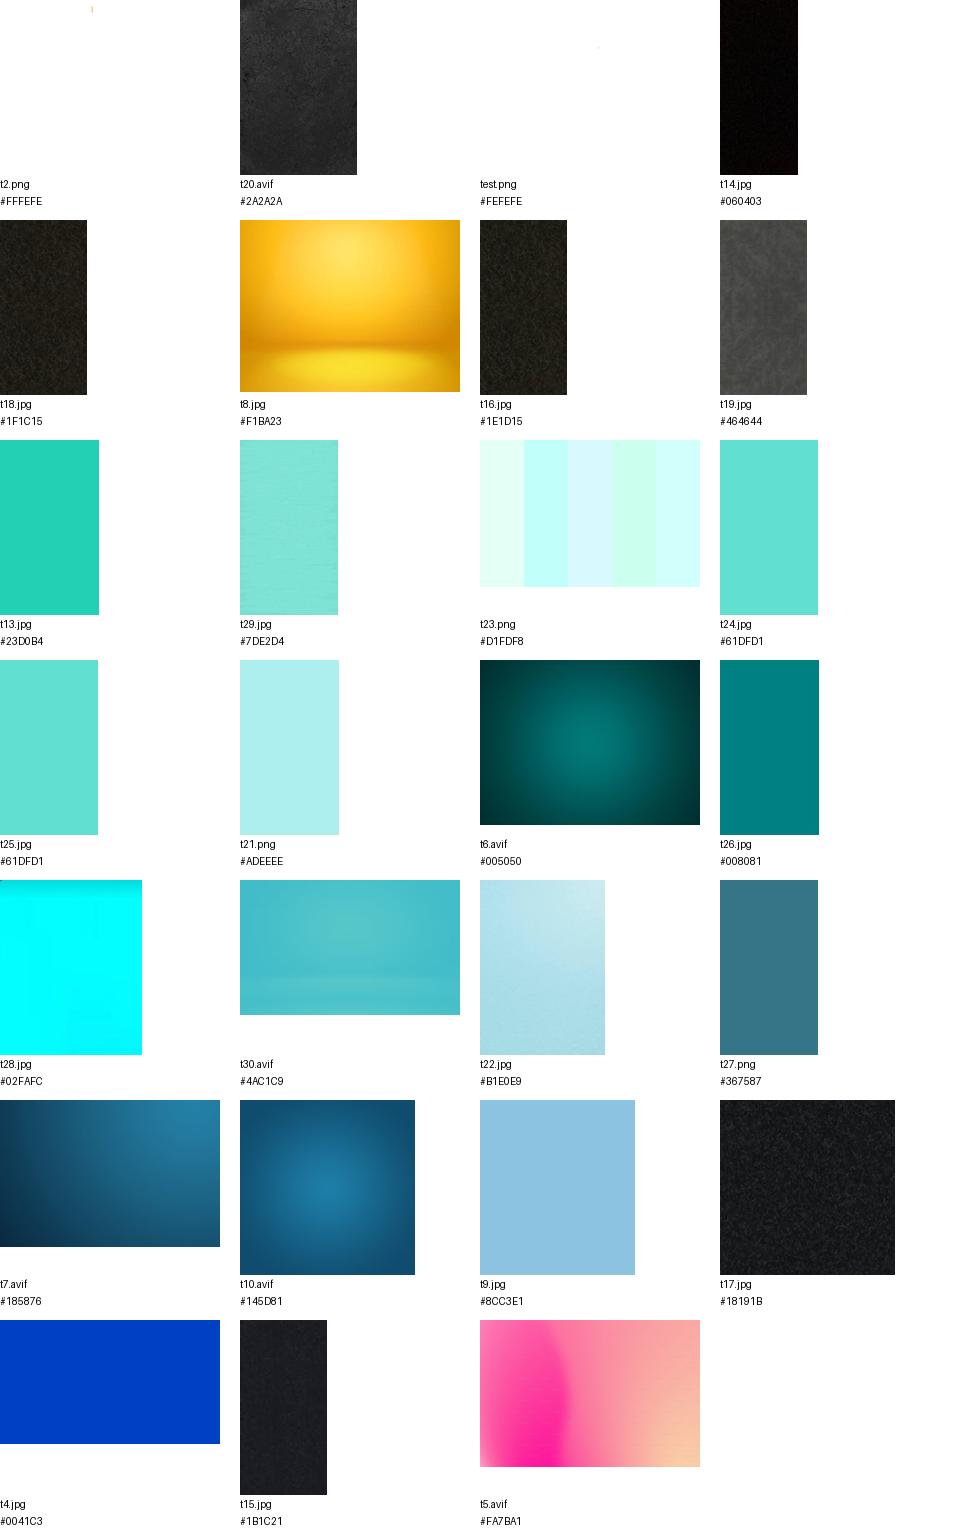 t2.png
#FFFEFE
t20.avif
#2A2A2A
test.png
#FEFEFE
t14.jpg
#060403
t18.jpg
#1F1C15
t8.jpg
#F1BA23
t16.jpg
#1E1D15
t19.jpg
#464644
t13.jpg
#23D0B4
t29.jpg
#7DE2D4
t23.png
#D1FDF8
t24.jpg
#61DFD1
t25.jpg
#61DFD1
t21.png
#ADEEEE
t6.avif
#005050
t26.jpg
#008081
t28.jpg
#02FAFC
t30.avif
#4AC1C9
t22.jpg
#B1E0E9
t27.png
#367587
t7.avif
#185876
t10.avif
#145D81
t9.jpg
#8CC3E1
t17.jpg
#18191B
t4.jpg
#0041C3
t15.jpg
#1B1C21
t5.avif
#FA7BA1